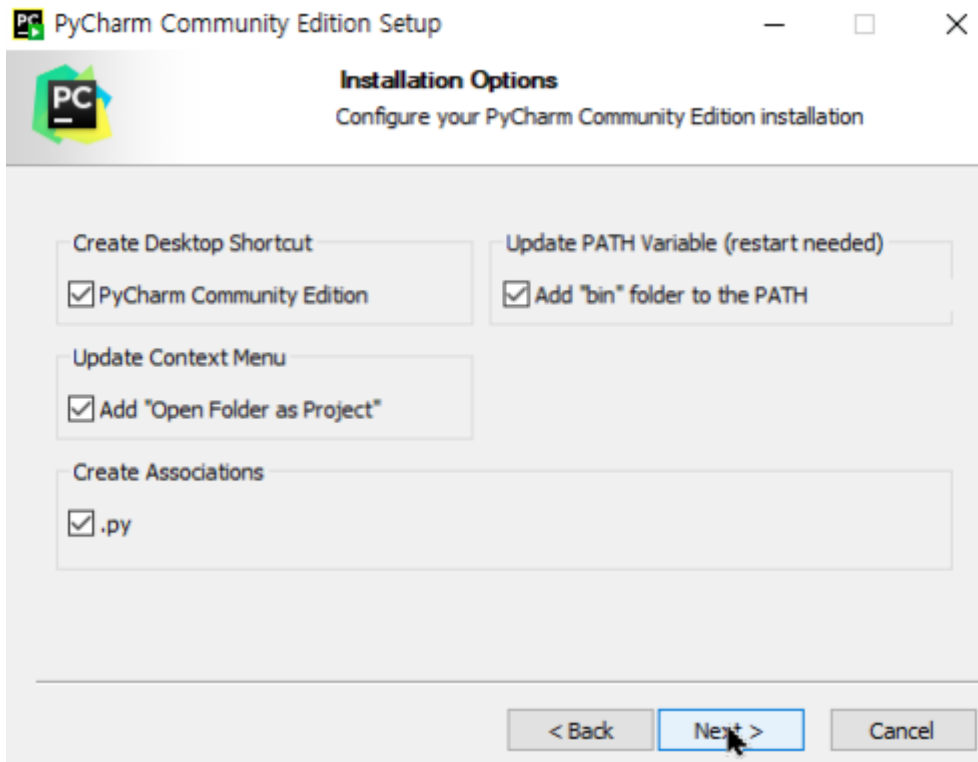 PyCharm Community Edition Setup
Installation Options
Configure your PyCharm Community Edition installation
Create Desktop Shortcut
PyCharm Community Edition
Update PATH Variable (restart needed)
Add "bin" folder to the PATH
Update Context Menu
Add "Open Folder as Project"
Create Associations
.py
< Back
Next >
Cancel
PC
PC